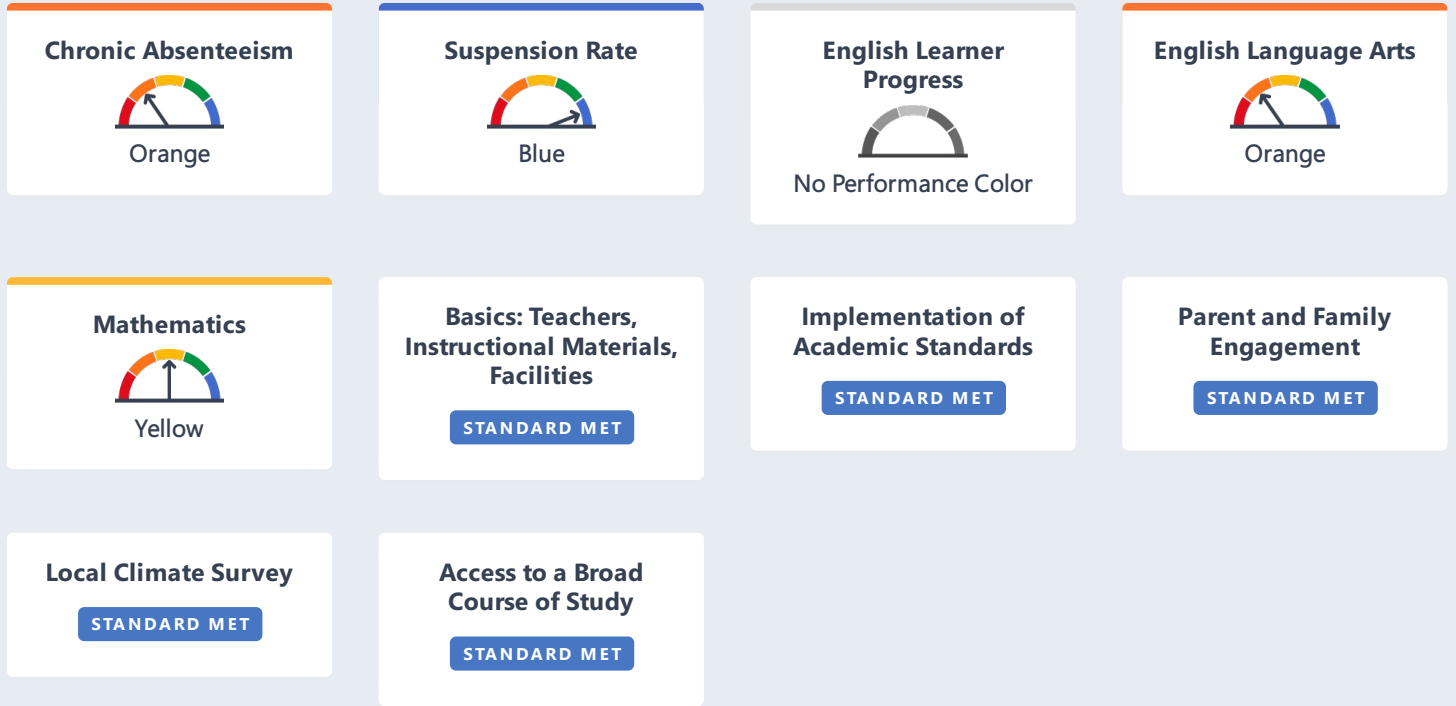 Chronic Absenteeism
Orange
Suspension Rate
Blue
English Learner
Progress
No Performance Color
English Language Arts
Orange
Mathematics
Yellow
Basics: Teachers,
Instructional Materials,
Facilities
STANDARD MET
Implementation of
Academic Standards
STANDARD MET
Parent and Family
Engagement
STANDARD MET
Local Climate Survey
STANDARD MET
Access to a Broad
Course of Study
STANDARD MET